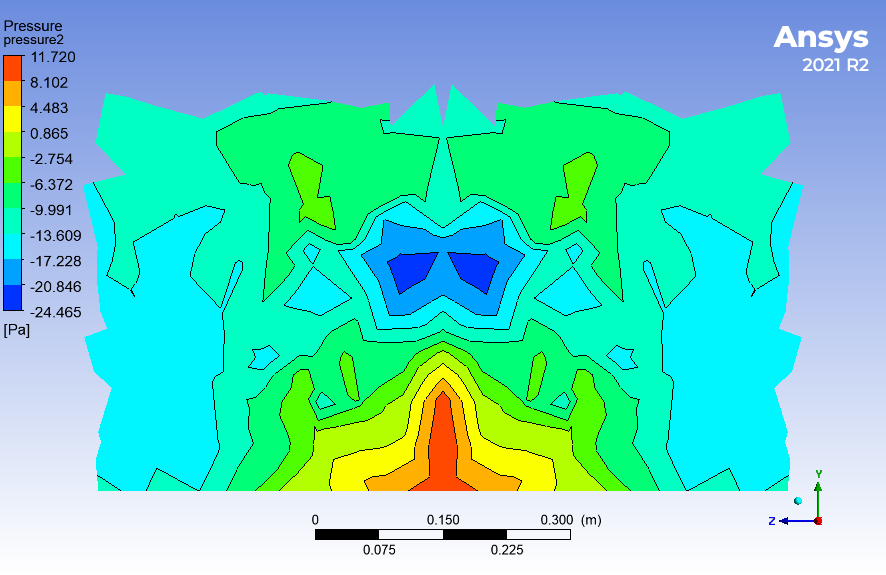 Pressure
pressure2
11.720
8.102
4.483
0.865
-2.754
-6.372
-9.991
-13.609
-17.228
-20.846
-24.465
[Pa]
Ansys
2021 R2
0 0.150 0.300 (m)
0.075 0.225
Y
Z